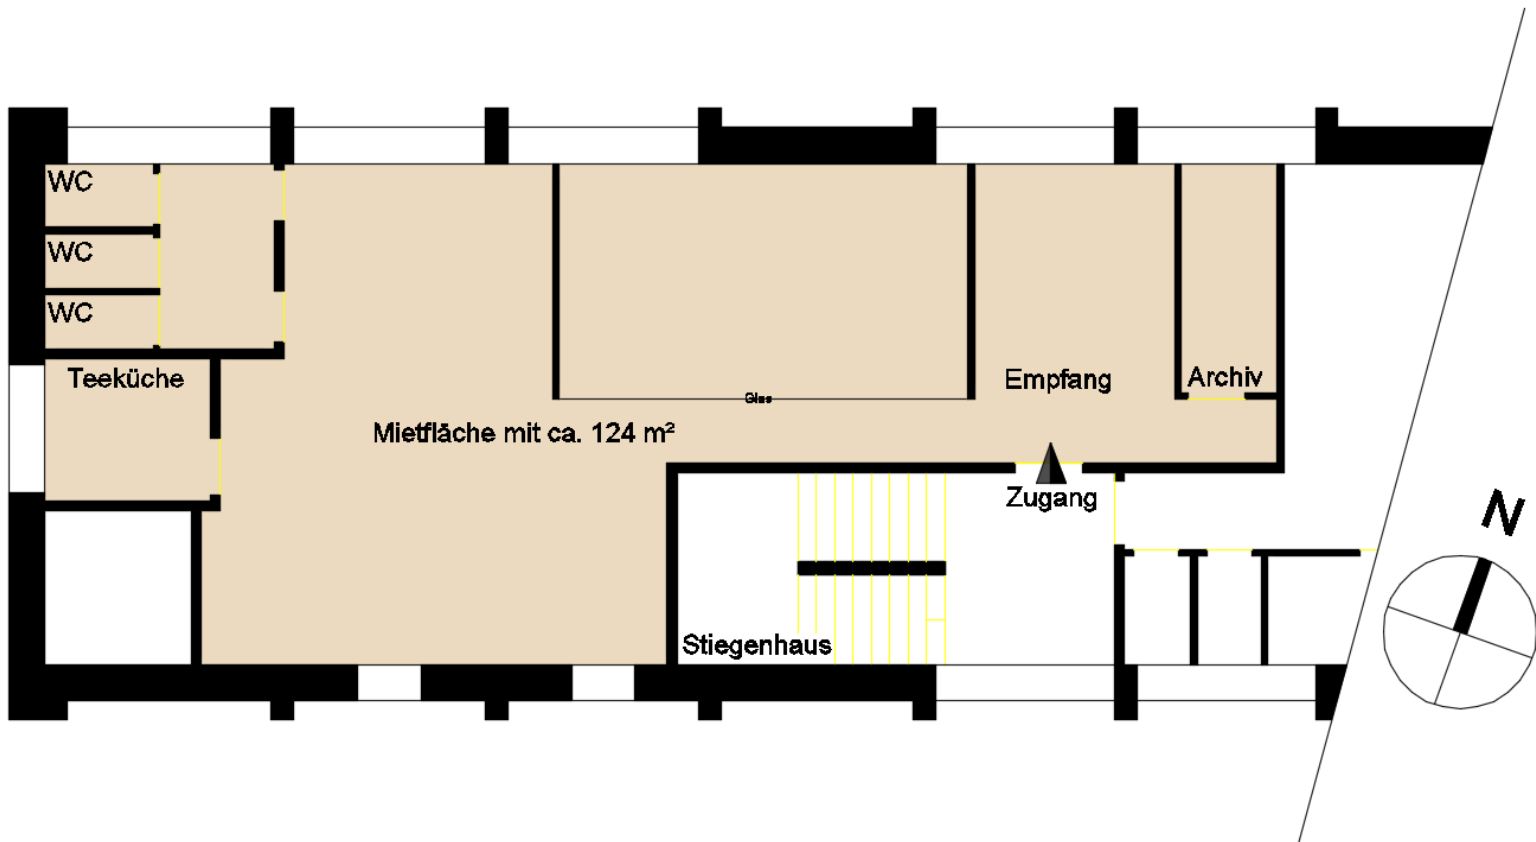 WC
WC
WC
Teeküche
Empfang
Archiv
Glas
Mietfläche mit ca. 124 m²
Zugang
N
Stiegenhaus